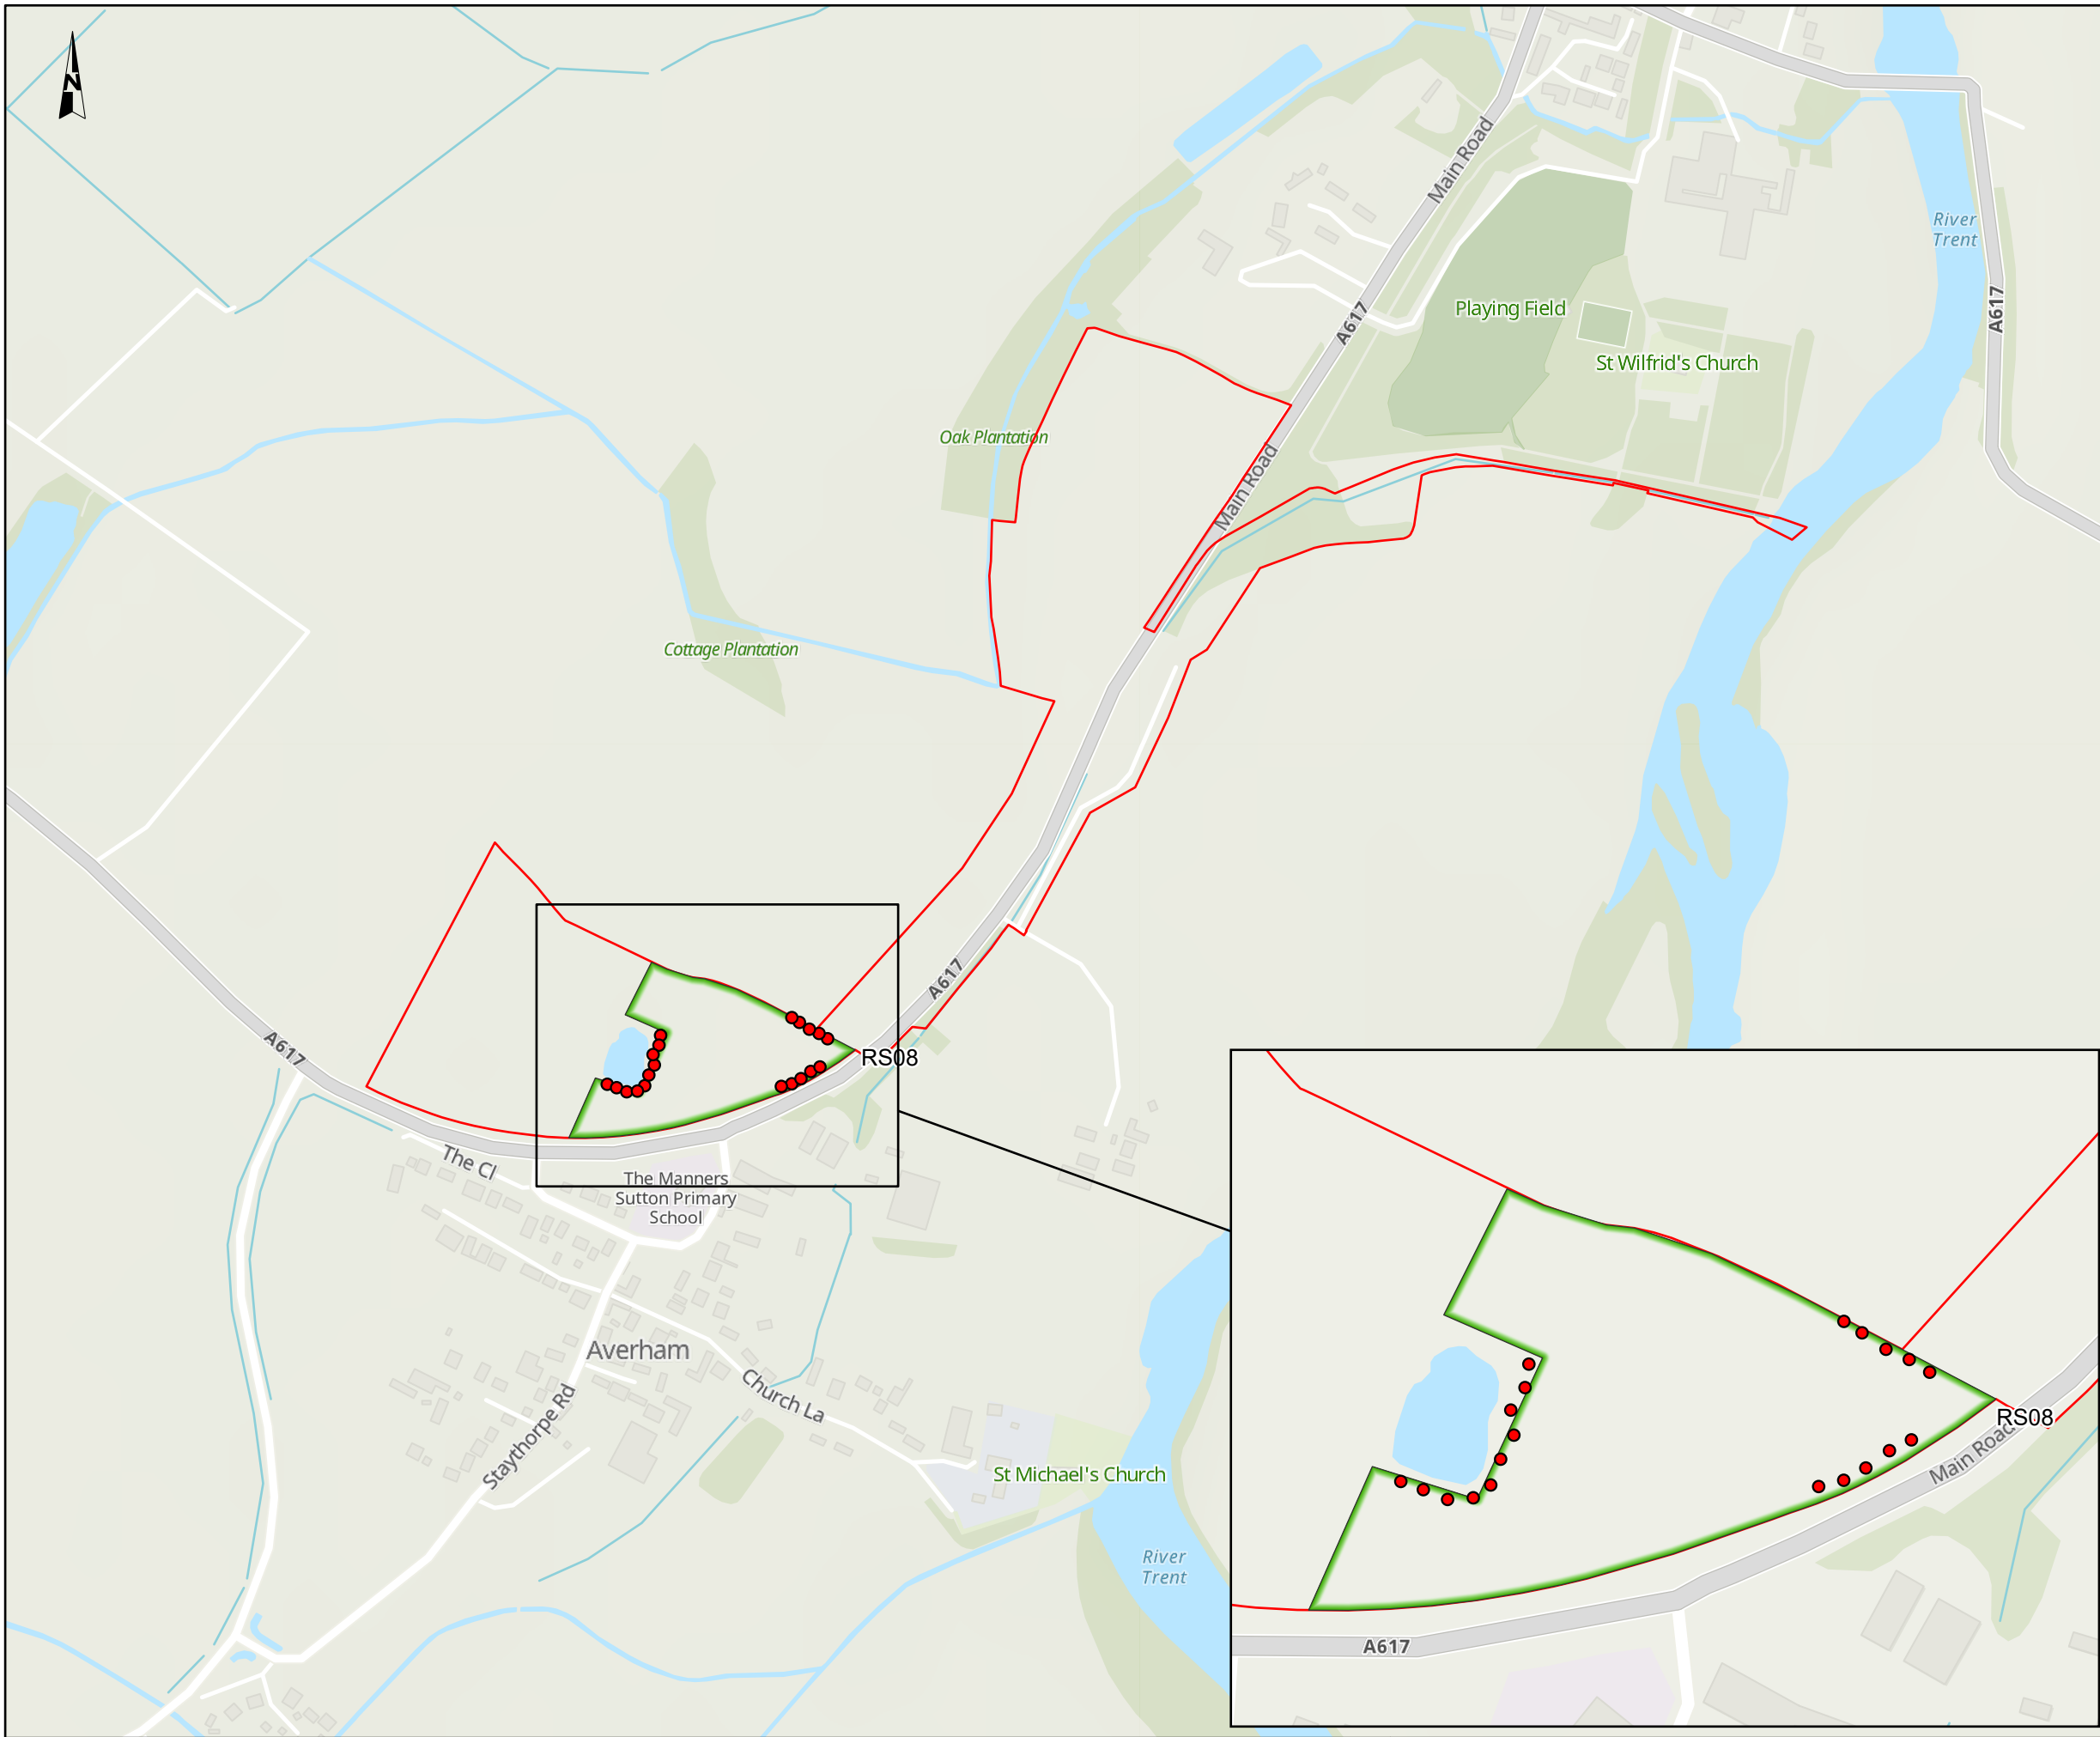 N
Main Road
River
Trent
A617
A617
Playing Field
St Wilfrid's Church
Oak Plantation
Main Road
Cottage Plantation
A617
A617
RS08
The Cl
The Manners
Sutton Primary
School
Averham
Church La
Staythorpe Rd
St Michael's Church
River
Trent
RS08
Main Road
A617